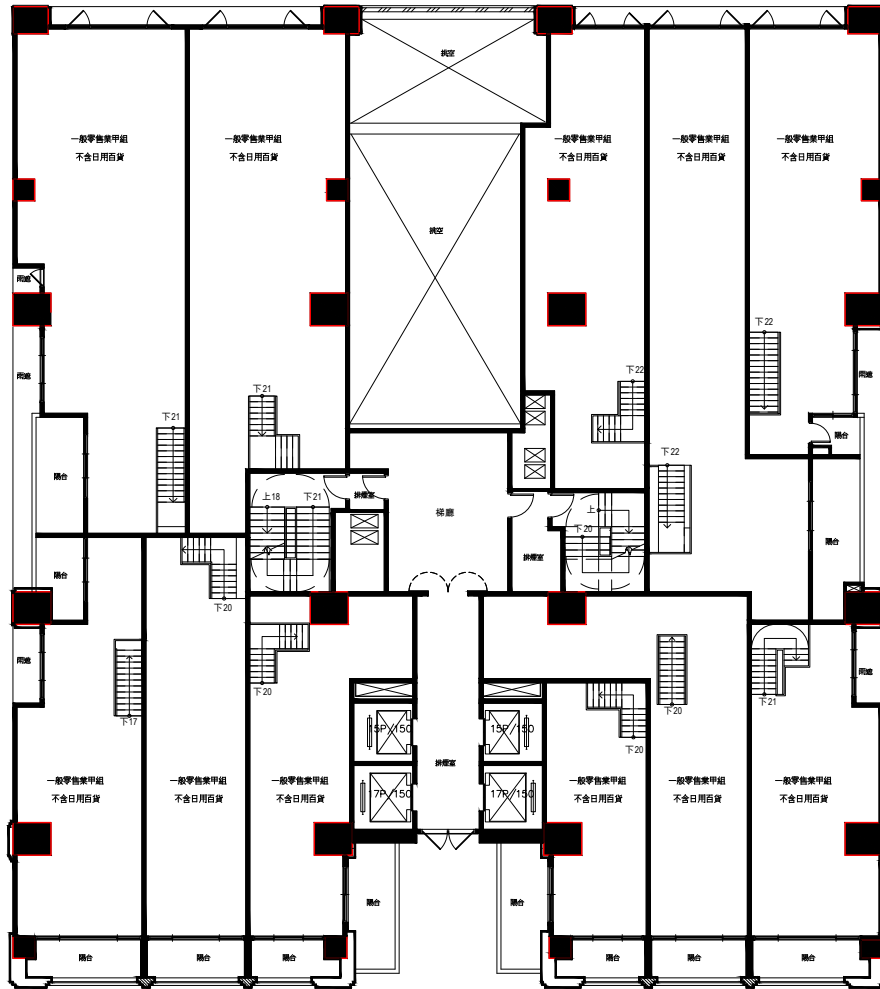 挑空
一般零售業甲組
不含日用百貨
一般零售業甲組
不含日用百貨
一般零售業甲組
不含日用百貨
一般零售業甲組
不含日用百貨
一般零售業甲組
不含日用百貨
挑空
雨遮
下22
下22
雨遮
雨遮
下21
下21
下22
陽台
下22
陽台
上18
下21
排煙室
梯廳
上
下20
排煙室
陽台
陽台
下20
雨遮
下20
下17
下20
下20
下21
雨遮
15P/150
15P/150
排煙室
17P/150
17P/150
一般零售業甲組
不含日用百貨
一般零售業甲組
不含日用百貨
一般零售業甲組
不含日用百貨
一般零售業甲組
不含日用百貨
一般零售業甲組
不含日用百貨
一般零售業甲組
不含日用百貨
陽台
陽台
陽台
陽台
陽台
陽台
陽台
陽台